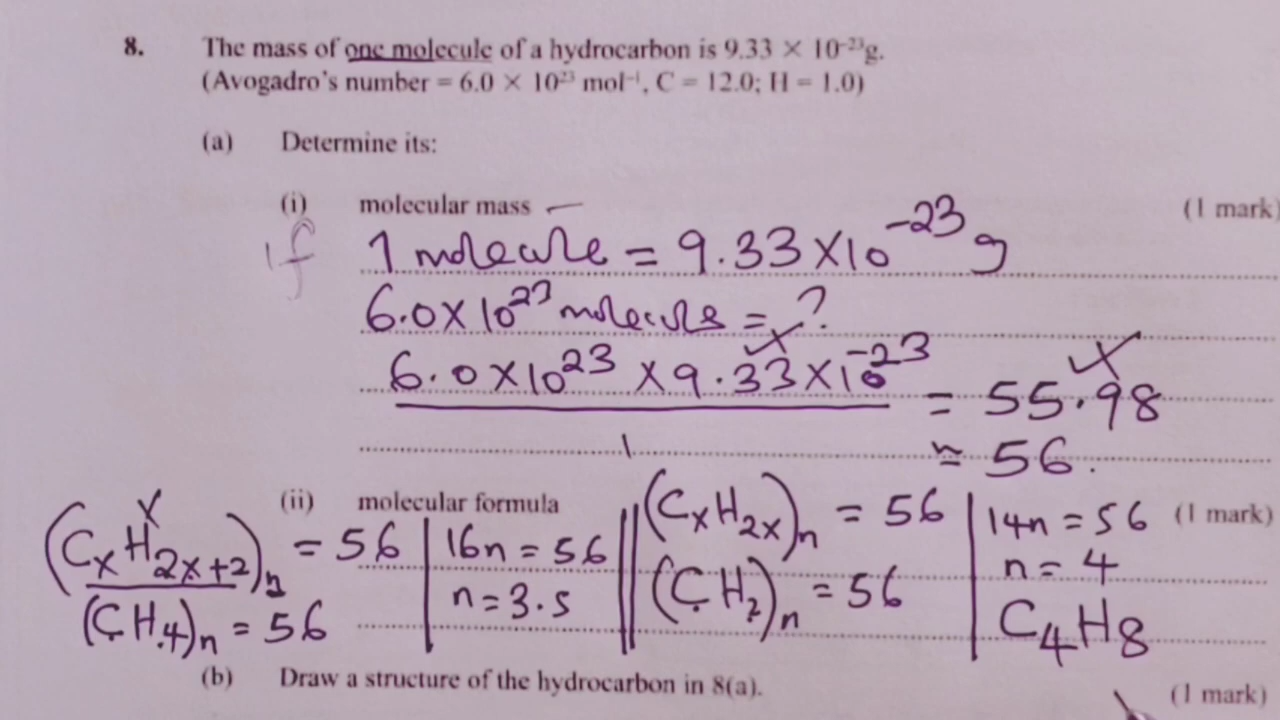 8. The mass of one molecule of a hydrocarbon is 9.33 × 10⁻²³g.
(Avogadro's number = 6.0 × 10²³ mol⁻¹, C = 12.0; H = 1.0)
(a) Determine its:
(i) molecular mass (1 mark)
if 1 molecule = 9.33 × 10⁻²³ g
6.0 × 10²³ molecules = ?
6.0 × 10²³ × 9.33 × 10⁻²³ = 55.98
1 ≈ 56.
(ii) molecular formula (1 mark)
(CₓH₂ₓ₊₂)ₙ = 56 | 16n = 56 || (CₓH₂ₓ)ₙ = 56 | 14n = 56
(CH₄)ₙ = 56 | n = 3.5 || (CH₂)ₙ = 56 | n = 4
C₄H₈
(b) Draw a structure of the hydrocarbon in 8(a). (1 mark)